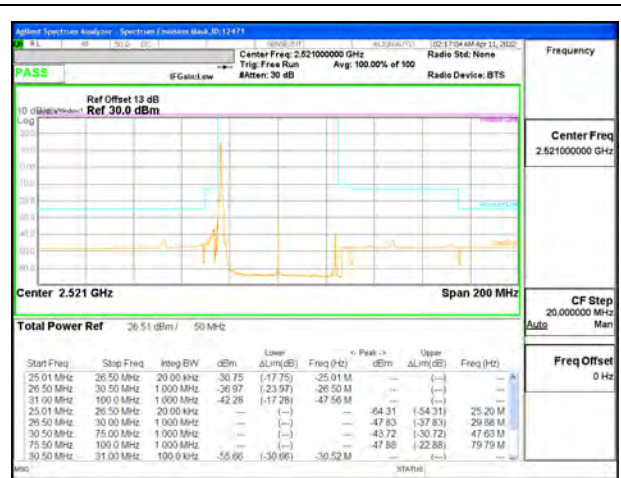 Agilent Spectrum Analyzer - Spectrum Emission Mask, ID:12471
RL RF 50 Ω DC SENSE:INT ALIGN AUTO 02:17:04 AM Apr 11, 2022
Center Freq: 2.521000000 GHz Radio Std: None
Trig: Free Run Avg: 100.00% of 100
PASS IFGain:Low #Atten: 30 dB Radio Device: BTS
Frequency
Ref Offset 13 dB
10 dB Ref 30.0 dBm
Log
Center Freq
2.521000000 GHz
Center 2.521 GHz Span 200 MHz
CF Step
20.000000 MHz
Auto Man
Total Power Ref 26.51 dBm / 50 MHz
Freq Offset
0 Hz
Lower <- Peak -> Upper
Start Freq Stop Freq Integ BW dBm ΔLim(dB) Freq (Hz) dBm ΔLim(dB) Freq (Hz)
25.01 MHz 26.50 MHz 20.00 kHz -30.75 (-17.75) -25.01 M --- (---) ---
26.50 MHz 30.50 MHz 1.000 MHz -36.97 (-23.97) -26.50 M --- (---) ---
31.00 MHz 100.0 MHz 1.000 MHz -42.28 (-17.28) -47.56 M --- (---) ---
25.01 MHz 26.50 MHz 20.00 kHz --- (---) --- -64.31 (-54.31) 25.20 M
26.50 MHz 30.00 MHz 1.000 MHz --- (---) --- -47.83 (-37.83) 29.88 M
30.50 MHz 75.00 MHz 1.000 MHz --- (---) --- -43.72 (-30.72) 47.63 M
75.50 MHz 100.0 MHz 1.000 MHz --- (---) --- -47.88 (-22.88) 79.79 M
30.50 MHz 31.00 MHz 100.0 kHz -55.66 (-30.66) -30.52 M --- (---) ---
MSG STATUS